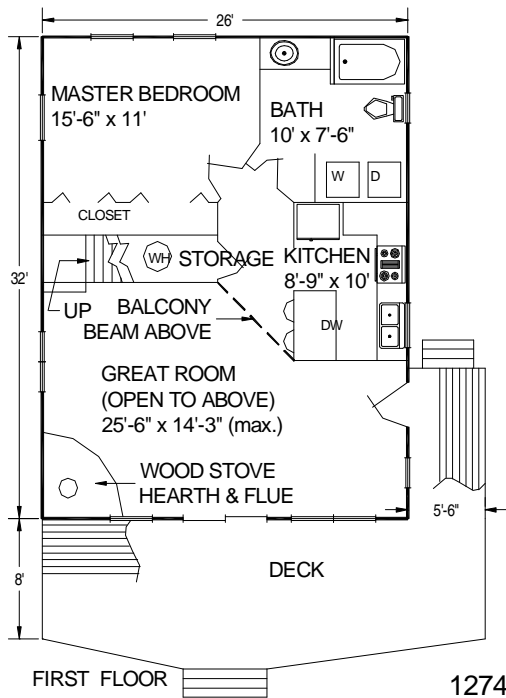 26'
MASTER BEDROOM
15'-6" x 11'
BATH
10' x 7'-6"
W
D
CLOSET
WH
STORAGE
KITCHEN
8'-9" x 10'
32'
UP
BALCONY
BEAM ABOVE
DW
GREAT ROOM
(OPEN TO ABOVE)
25'-6" x 14'-3" (max.)
WOOD STOVE
HEARTH & FLUE
5'-6"
8'
DECK
FIRST FLOOR
1274